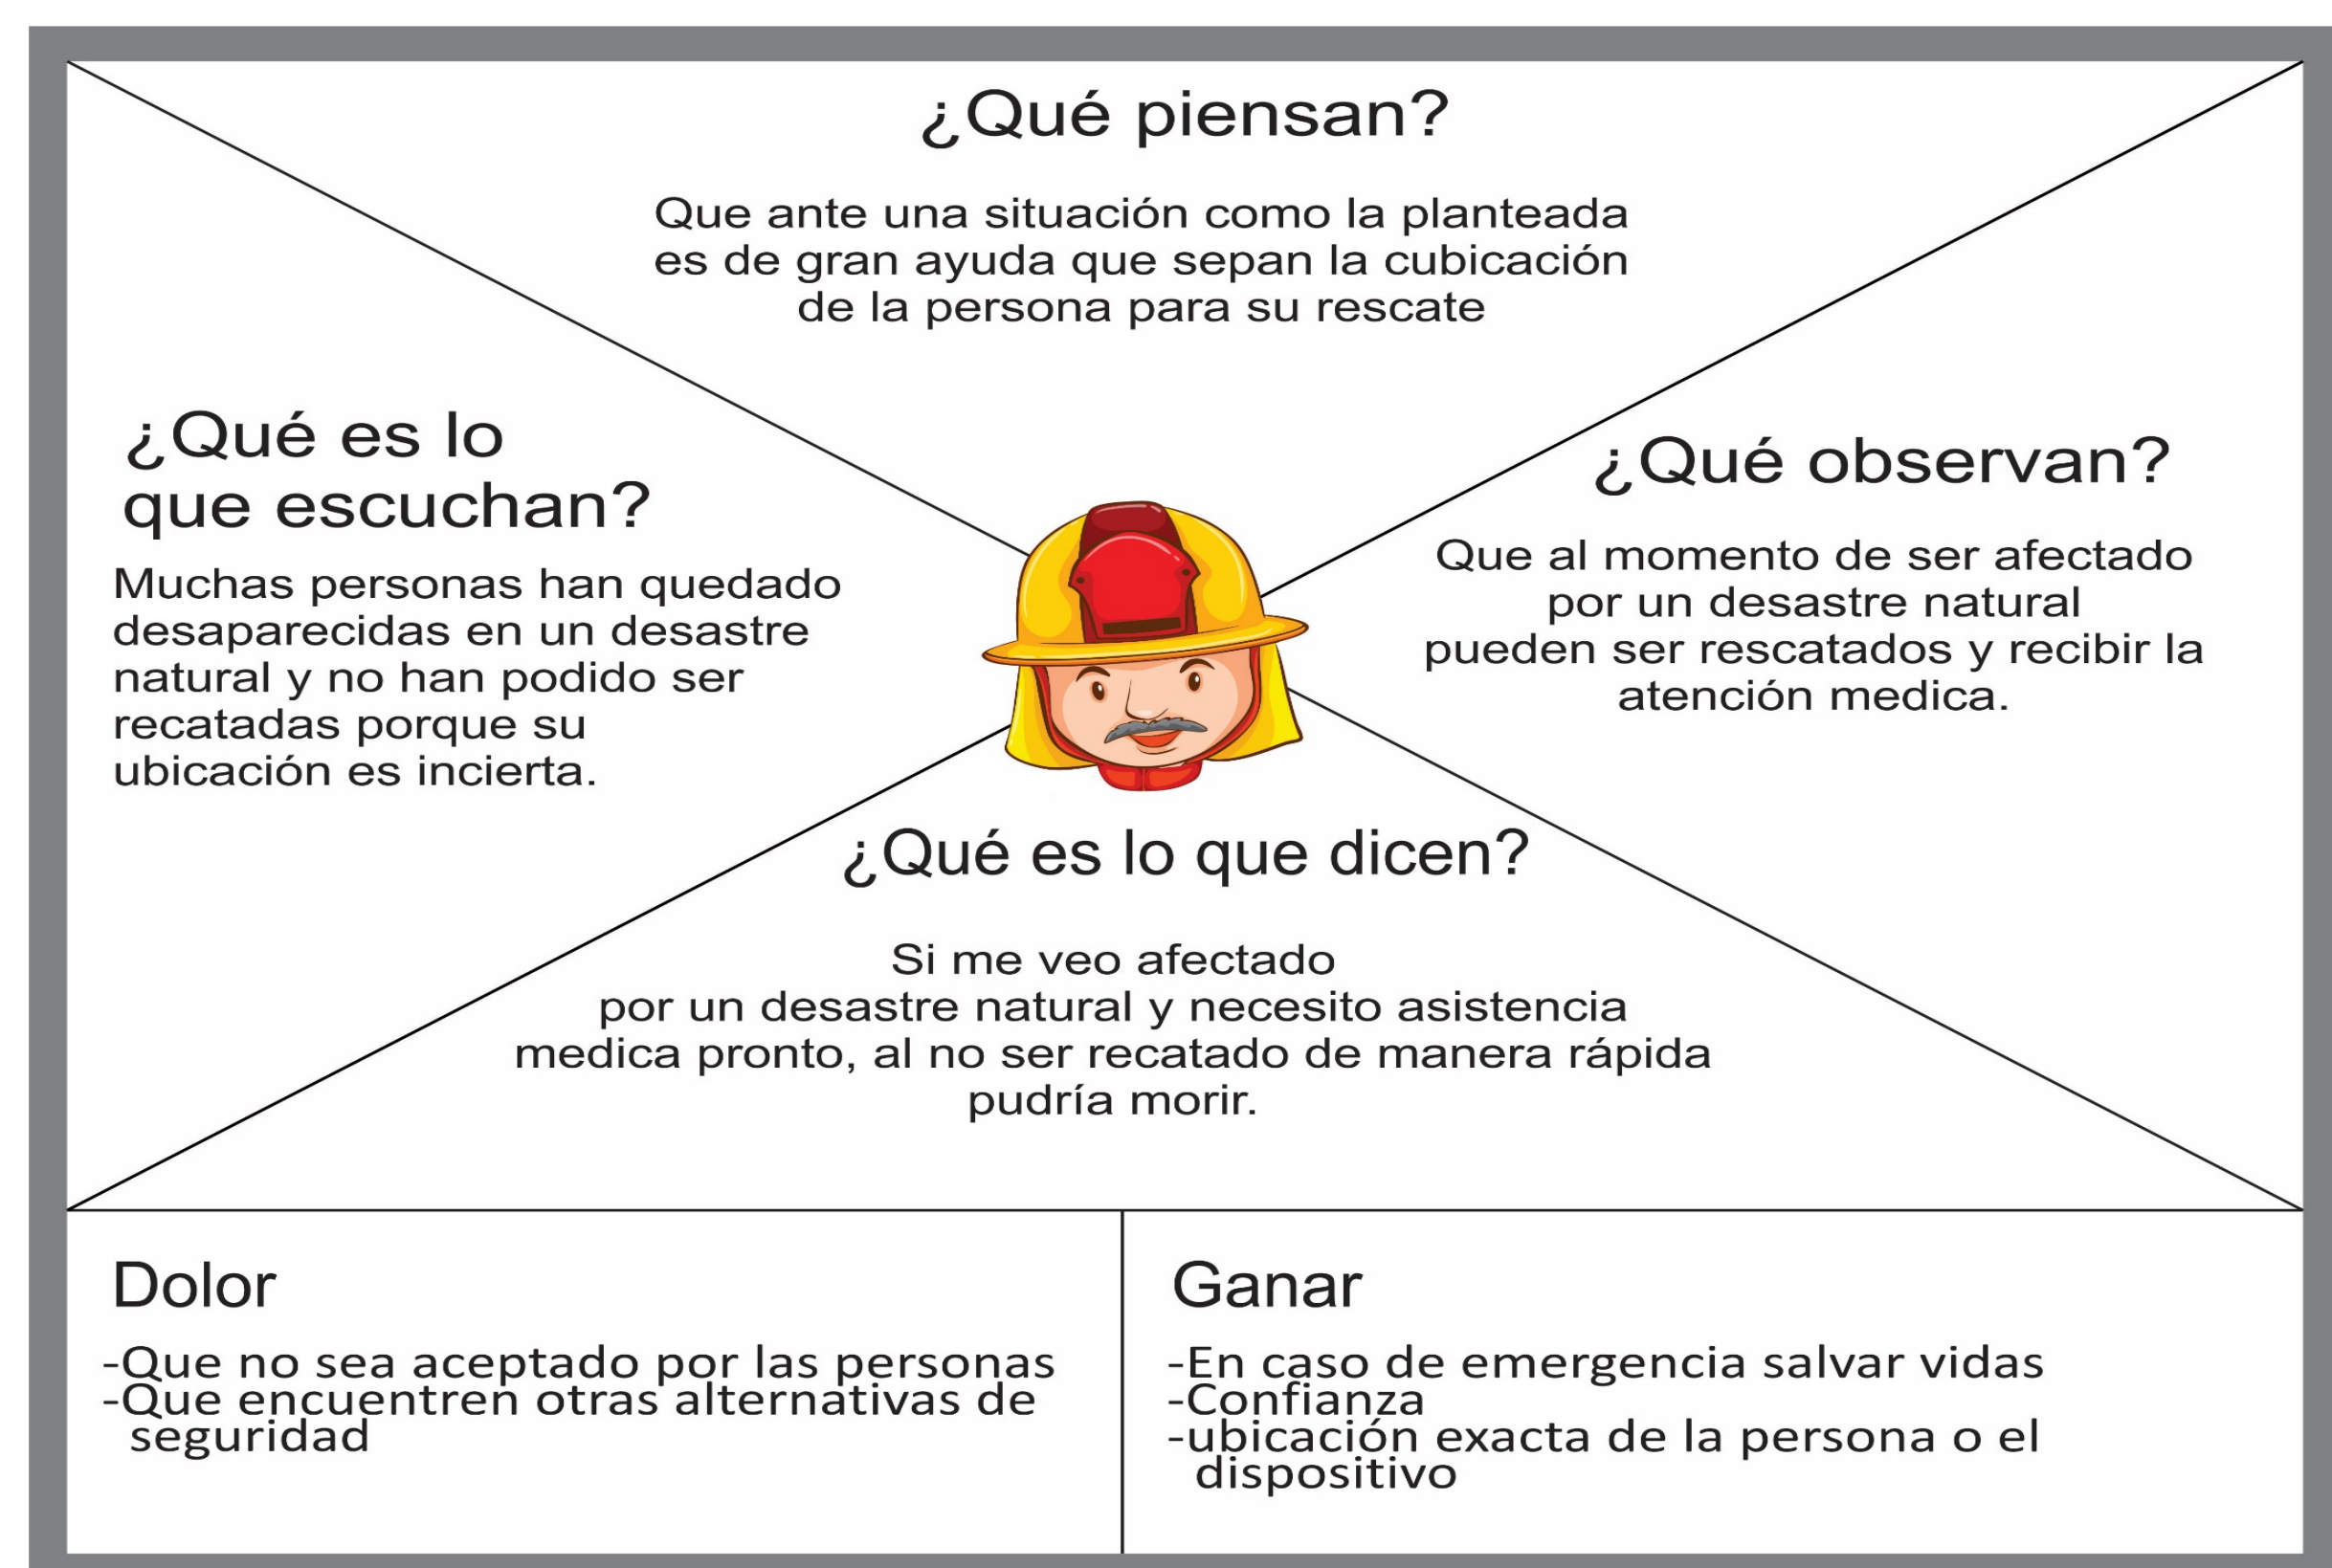 ¿Qué piensan?
Que ante una situación como la planteada
es de gran ayuda que sepan la cubicación
de la persona para su rescate
¿Qué es lo
que escuchan?
Muchas personas han quedado
desaparecidas en un desastre
natural y no han podido ser
recatadas porque su
ubicación es incierta.
¿Qué observan?
Que al momento de ser afectado
por un desastre natural
pueden ser rescatados y recibir la
atención medica.
¿Qué es lo que dicen?
Si me veo afectado
por un desastre natural y necesito asistencia
medica pronto, al no ser recatado de manera rápida
pudría morir.
Dolor
-Que no sea aceptado por las personas
-Que encuentren otras alternativas de
seguridad
Ganar
-En caso de emergencia salvar vidas
-Confianza
-ubicación exacta de la persona o el
dispositivo